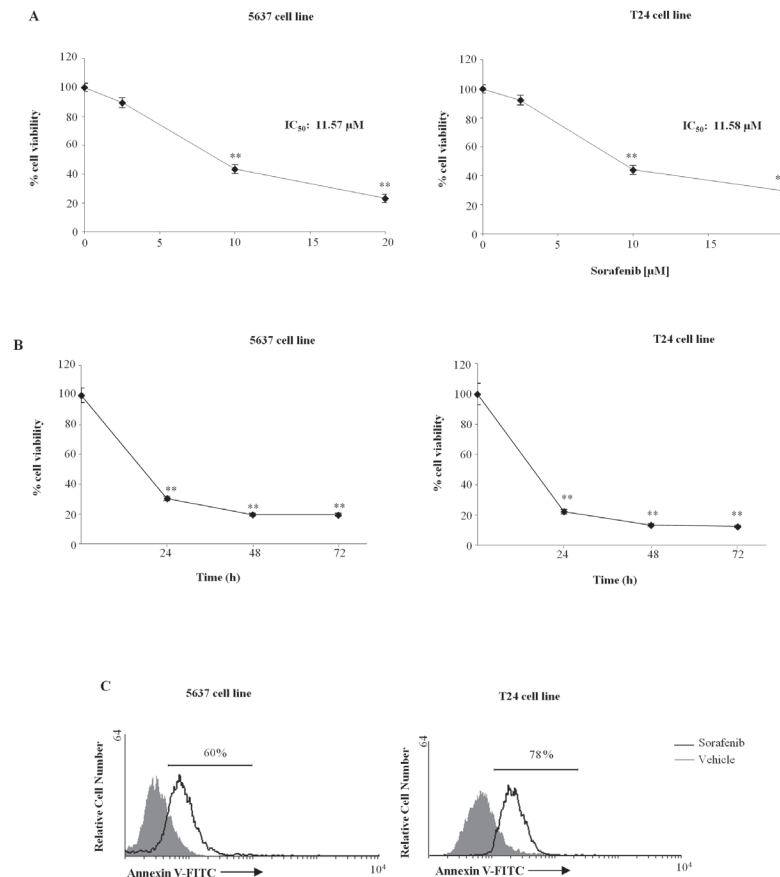 A
5637 cell line
T24 cell line
120
100
80
60
40
20
0
% cell viability
IC50: 11.57 µM
**
**
0
5
10
15
20
120
100
80
60
40
20
0
% cell viability
IC50: 11.58 µM
**
*
0
5
10
15
20
Sorafenib [µM]
B
5637 cell line
T24 cell line
120
100
80
60
40
20
0
% cell viability
**
**
**
24
48
72
Time (h)
120
100
80
60
40
20
0
% cell viability
**
**
**
24
48
72
Time (h)
C
5637 cell line
T24 cell line
64
Relative Cell Number
60%
Annexin V-FITC
10^4
64
Relative Cell Number
78%
Annexin V-FITC
10^4
Sorafenib
Vehicle